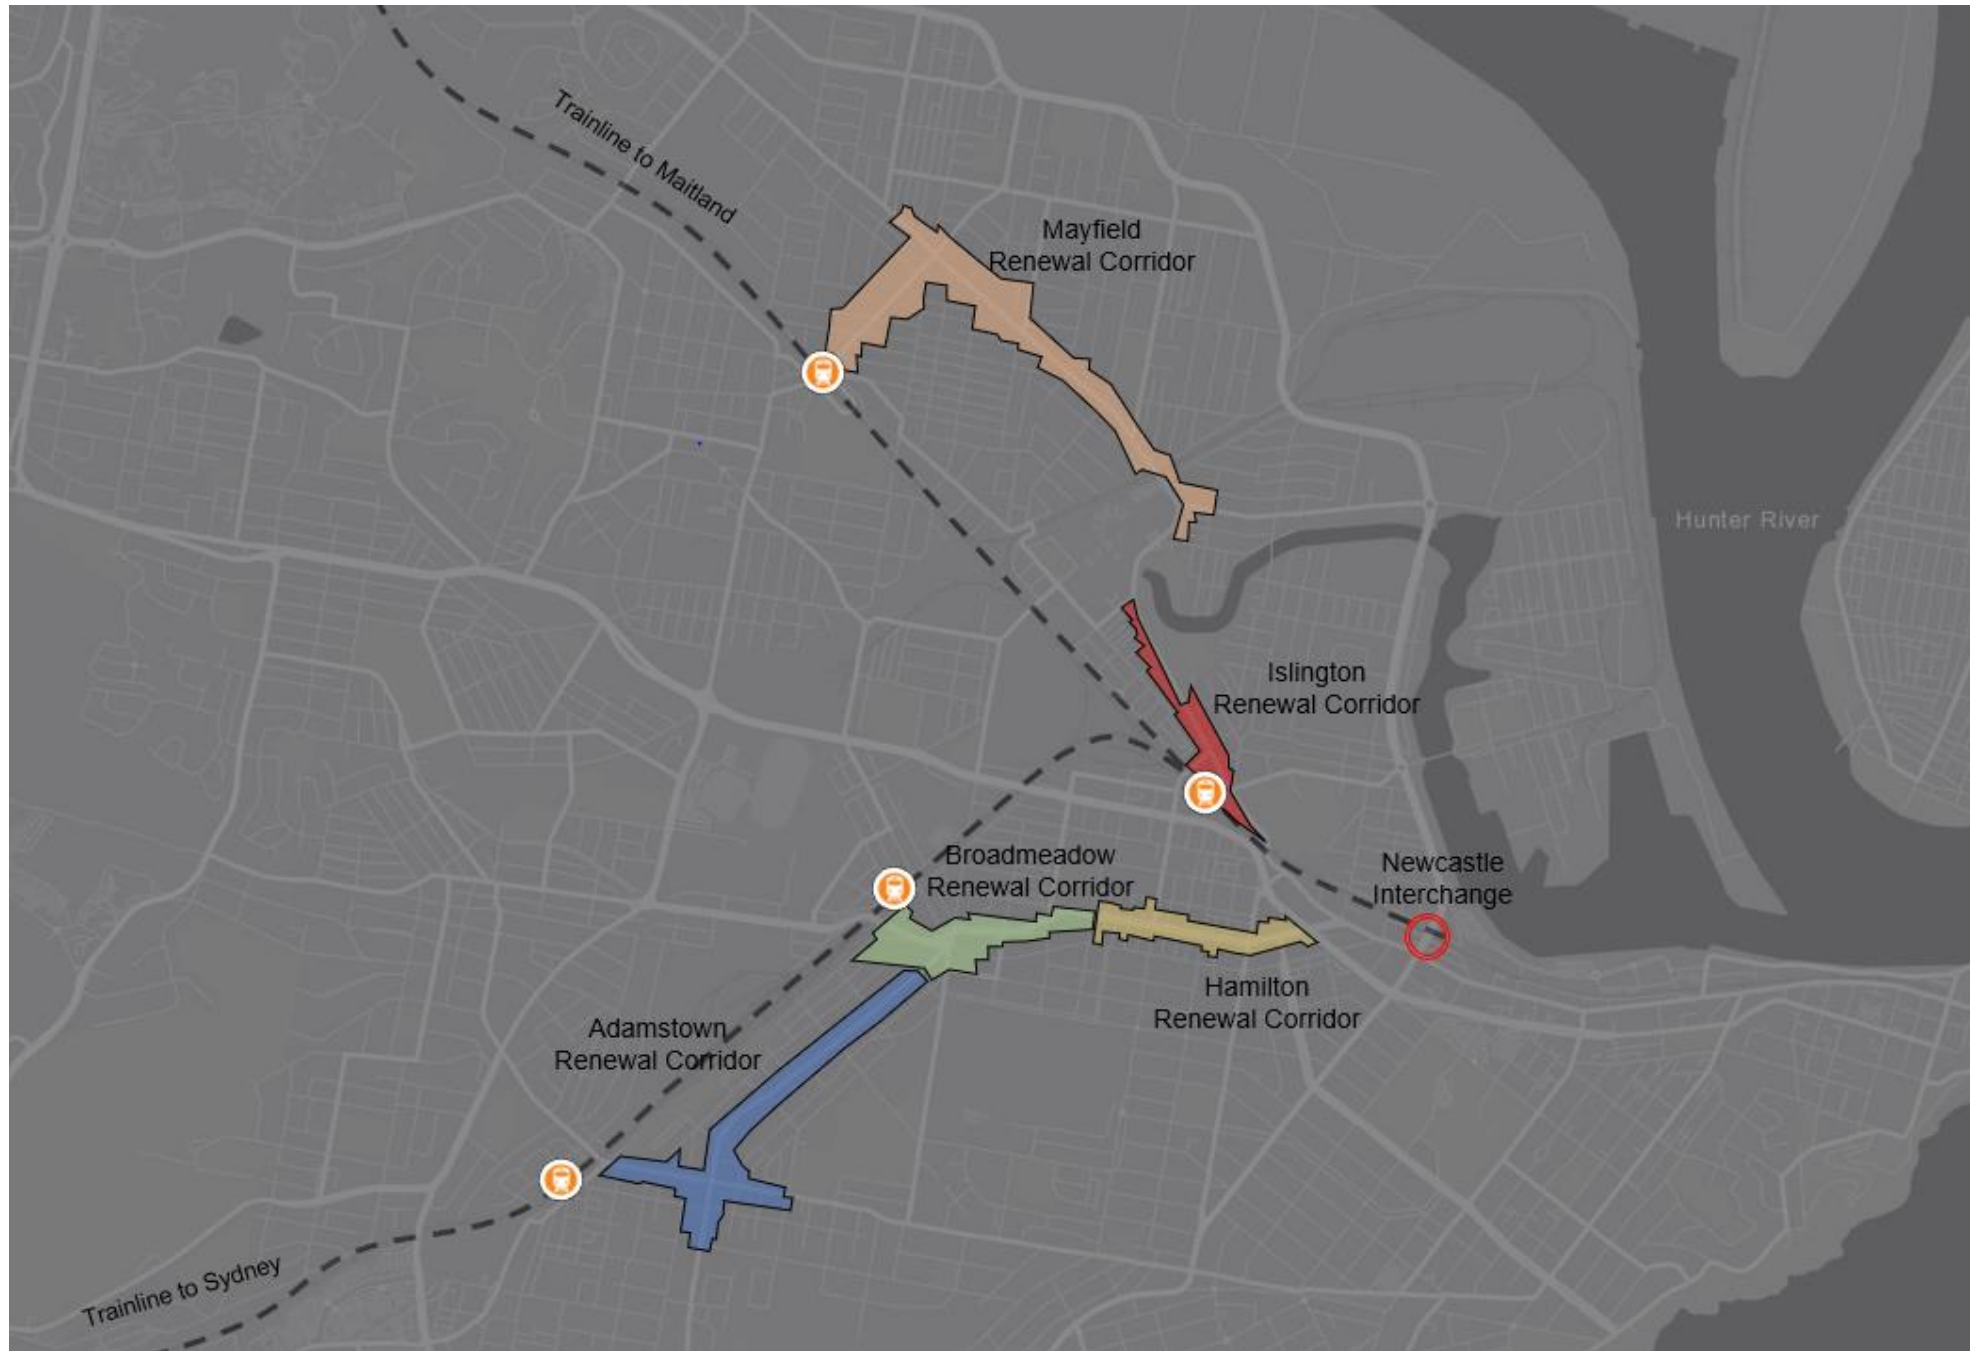 Trainline to Maitland
Mayfield
Renewal Corridor
Hunter River
Islington
Renewal Corridor
Broadmeadow
Renewal Corridor
Newcastle
Interchange
Hamilton
Renewal Corridor
Adamstown
Renewal Corridor
Trainline to Sydney